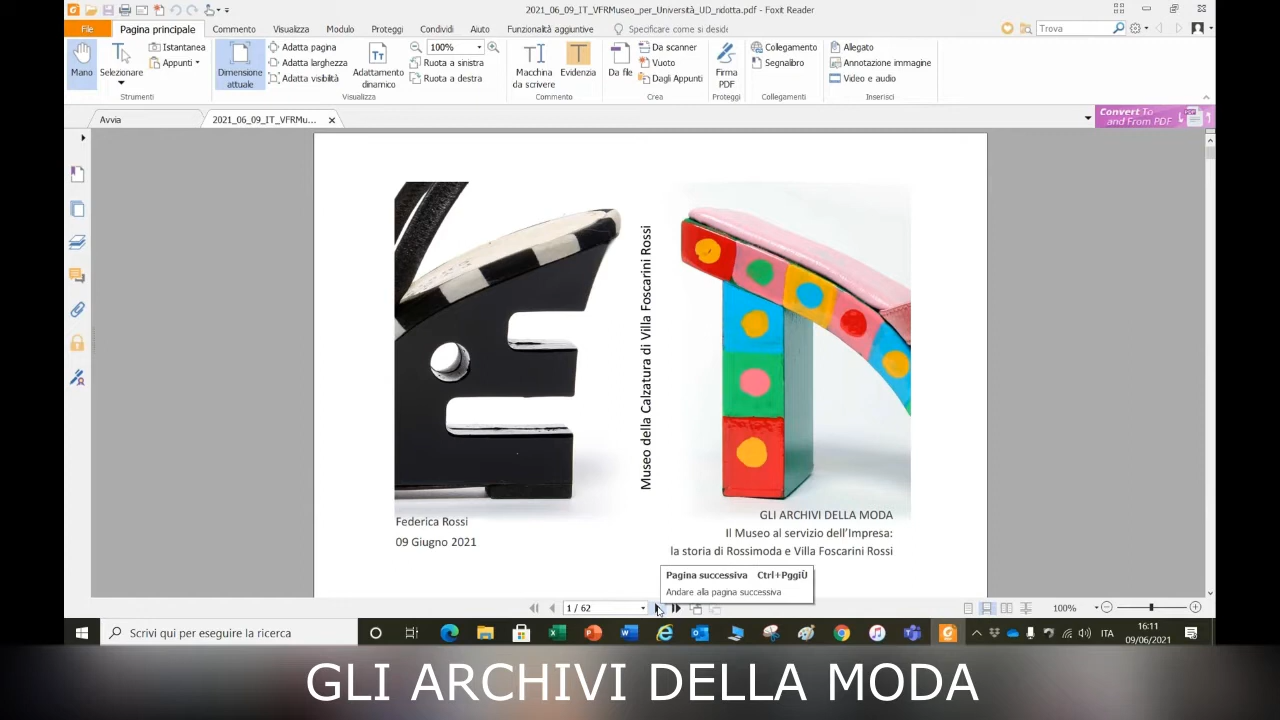 2021_06_09_IT_VFRMuseo_per_Università_UD_ndotta.pdf - Foxit Reader
File Pagina principale Commento Visualizza Modulo Proteggi Condividi Aiuto Funzionalità aggiuntive Specificare come si deside Trova
Mano
Selezionare
Istantanea
Appunti
Strumenti
Dimensione
attuale
Adatta pagina
Adatta larghezza
Adatta visibiltà
Adattamento
dinamico
100%
Ruota a sinistra
Ruota a destra
Visualizza
Macchina
da scrivere
Evidenzia
Commento
Da file
Da scanner
Vuoto
Dagli Appunti
Crea
Firma
PDF
Proteggi
Collegamento
Segnalibro
Collegamenti
Allegato
Annotazione immagine
Video e audio
Inserisci
Avvia
2021_06_09_IT_VFRMu...
Convert To
and From PDF
Museo della Calzatura di Villa Foscarini Rossi
Federica Rossi
09 Giugno 2021
GLI ARCHIVI DELLA MODA
Il Museo al servizio dell'Impresa:
la storia di Rossimoda e Villa Foscarini Rossi
Pagina successiva Ctrl+PggiÙ
Andare alla pagina successiva
1 / 62
100%
Scrivi qui per eseguire la ricerca
ITA
16:11
09/06/2021
GLI ARCHIVI DELLA MODA